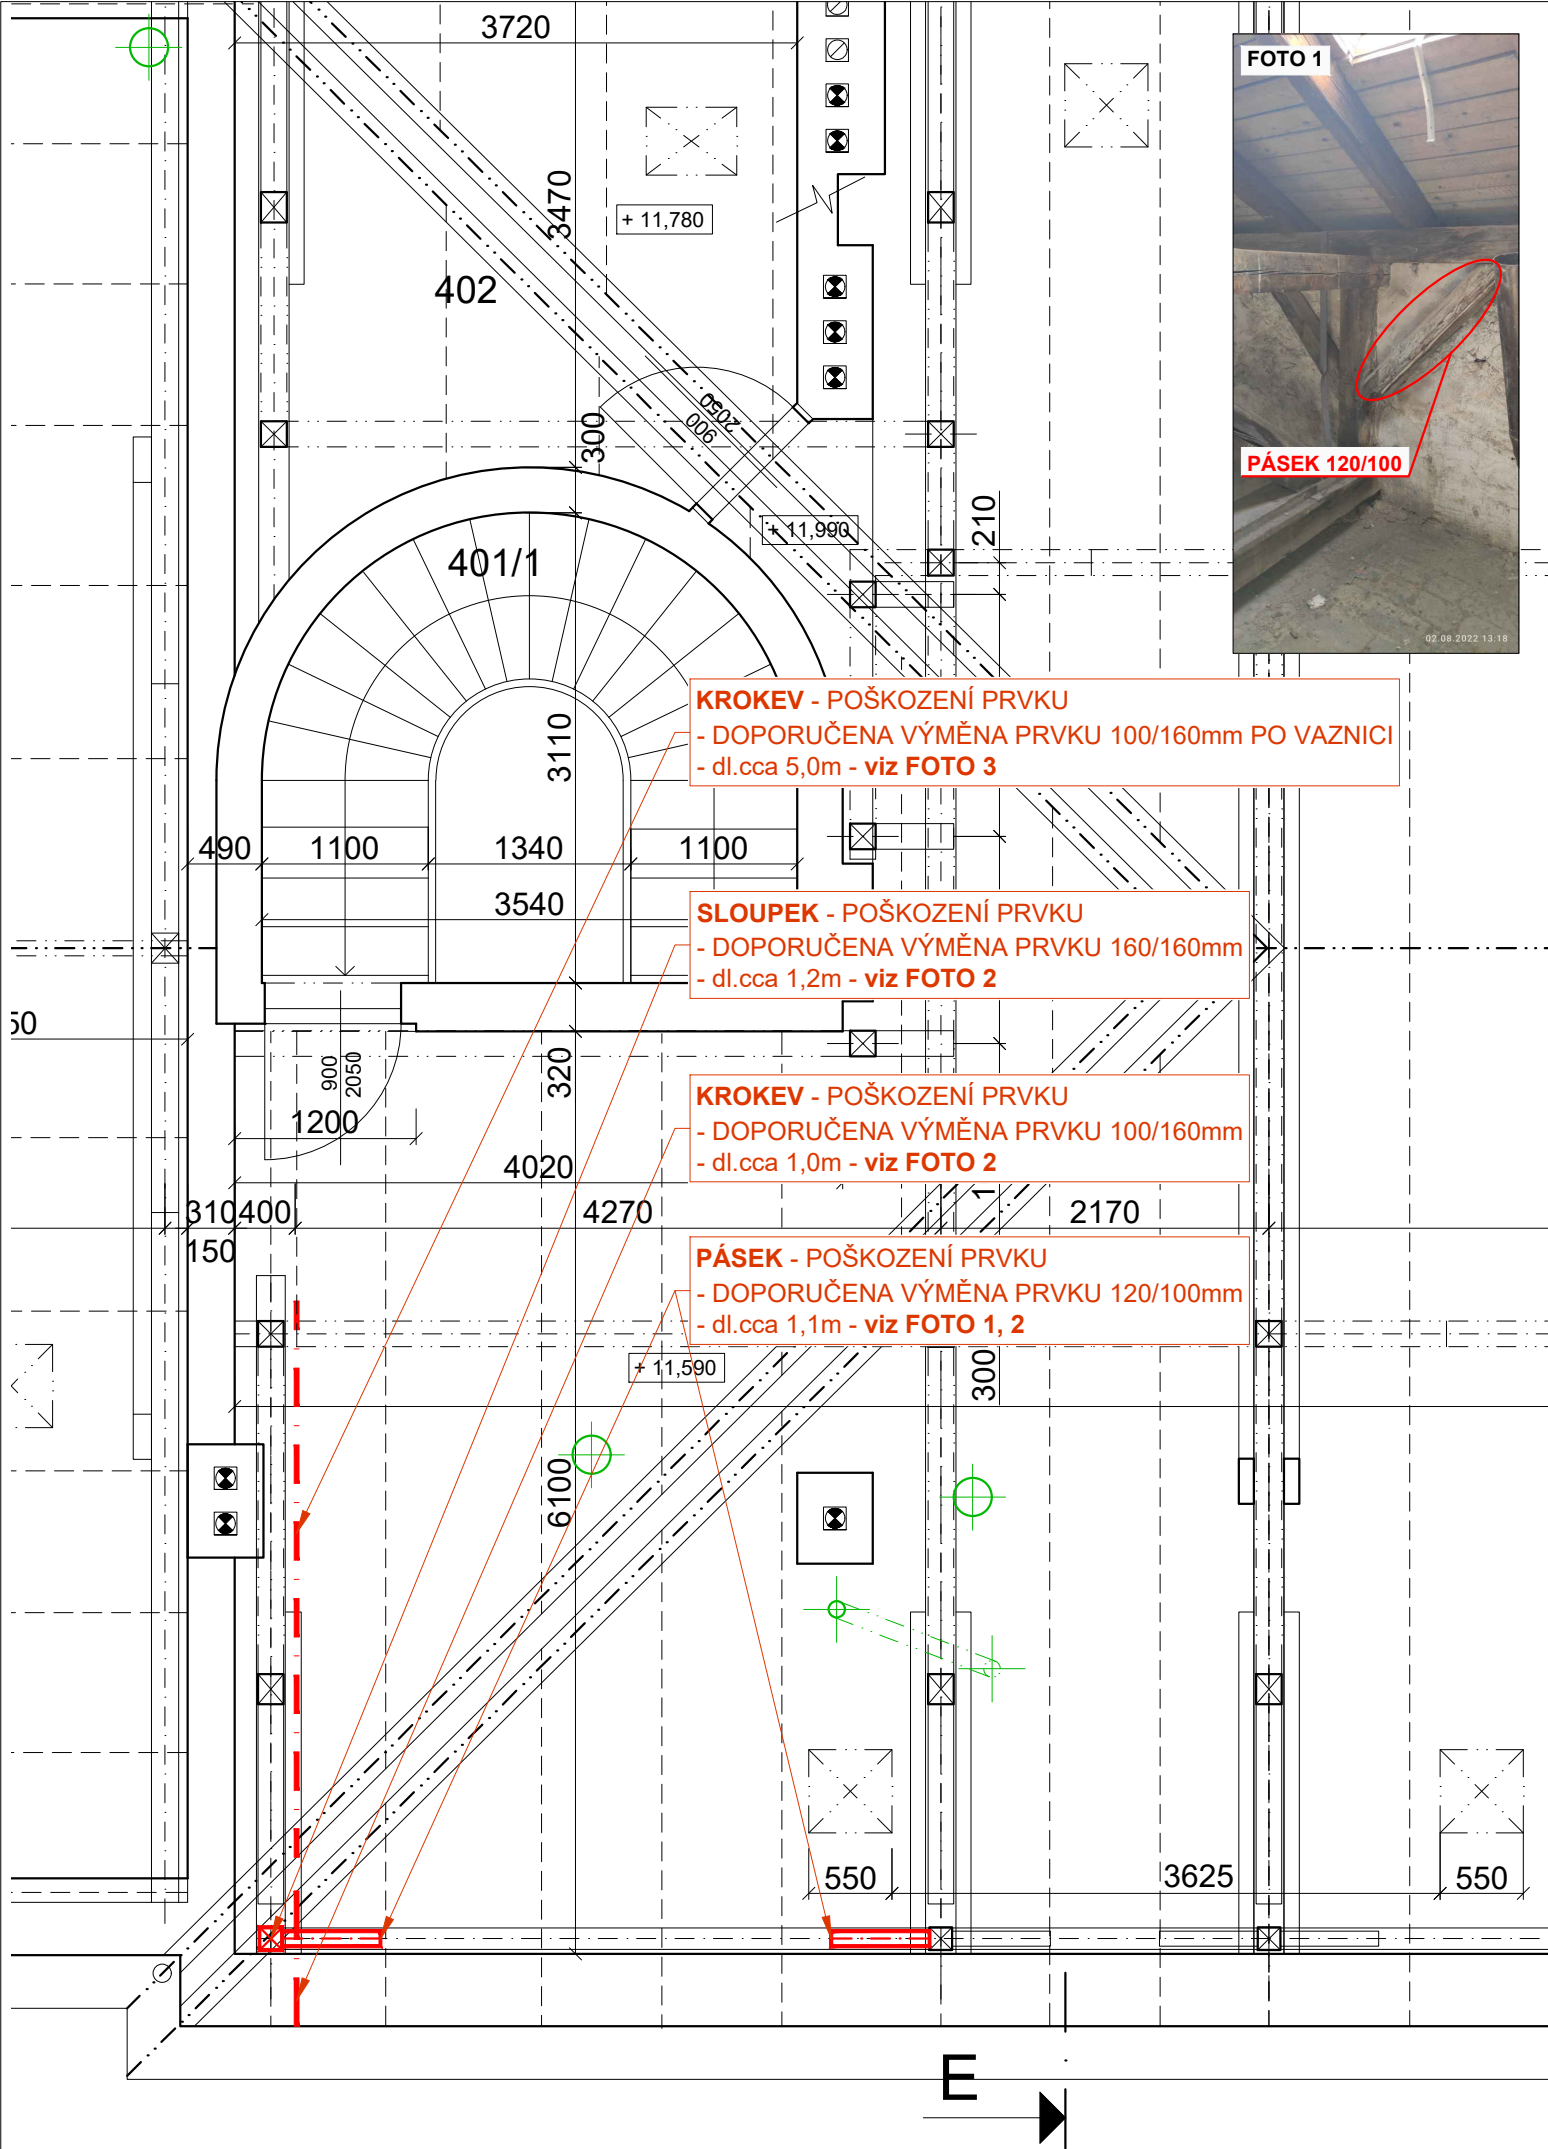 3720
FOTO 1
3470
+ 11,780
402
300
2050
900
PÁSEK 120/100
210
+ 11,990
401/1
02.08.2022 13:18
KROKEV - POŠKOZENÍ PRVKU
- DOPORUČENA VÝMĚNA PRVKU 100/160mm PO VAZNICI
- dl.cca 5,0m - viz FOTO 3
3110
490
1100
1340
1100
3540
SLOUPEK - POŠKOZENÍ PRVKU
- DOPORUČENA VÝMĚNA PRVKU 160/160mm
- dl.cca 1,2m - viz FOTO 2
50
900
2050
320
1200
KROKEV - POŠKOZENÍ PRVKU
- DOPORUČENA VÝMĚNA PRVKU 100/160mm
- dl.cca 1,0m - viz FOTO 2
4020
310
400
4270
1
2170
150
PÁSEK - POŠKOZENÍ PRVKU
- DOPORUČENA VÝMĚNA PRVKU 120/100mm
- dl.cca 1,1m - viz FOTO 1, 2
+ 11,590
300
6100
550
3625
550
E